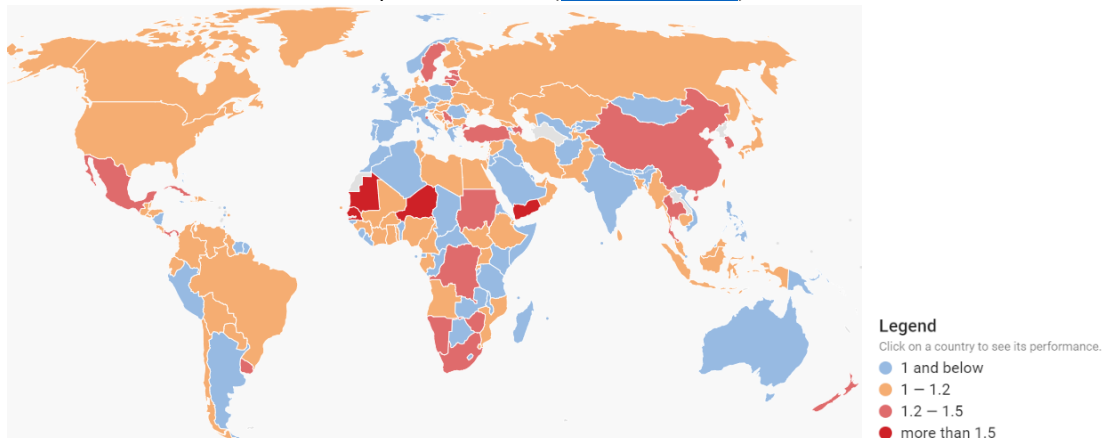 Legend
Click on a country to see its performance.
1 and below
1 – 1.2
1.2 – 1.5
more than 1.5